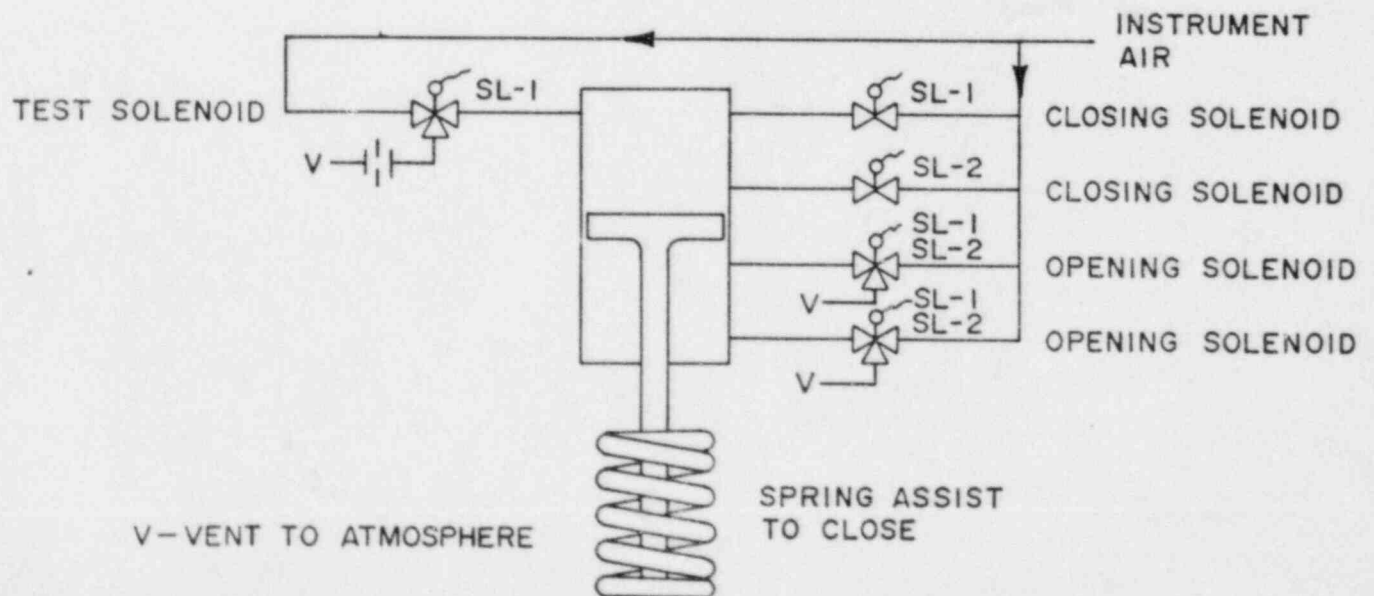 INSTRUMENT
AIR
TEST SOLENOID
SL-1
SL-1
CLOSING SOLENOID
V
SL-2
CLOSING SOLENOID
SL-1
SL-2
OPENING SOLENOID
V
SL-1
SL-2
OPENING SOLENOID
V
SPRING ASSIST
TO CLOSE
V-VENT TO ATMOSPHERE